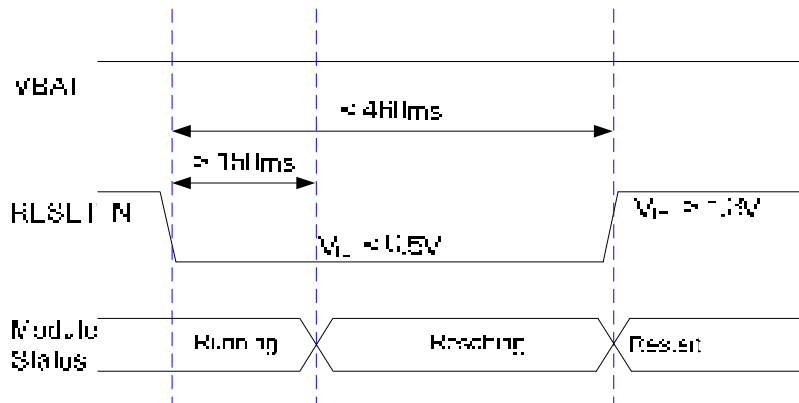 VBAT
≤ 460ms
≥ 150ms
RESET_N
VIL ≤ 0.5V
VIH ≥ 1.3V
Module
Status
Running
Resetting
Restart